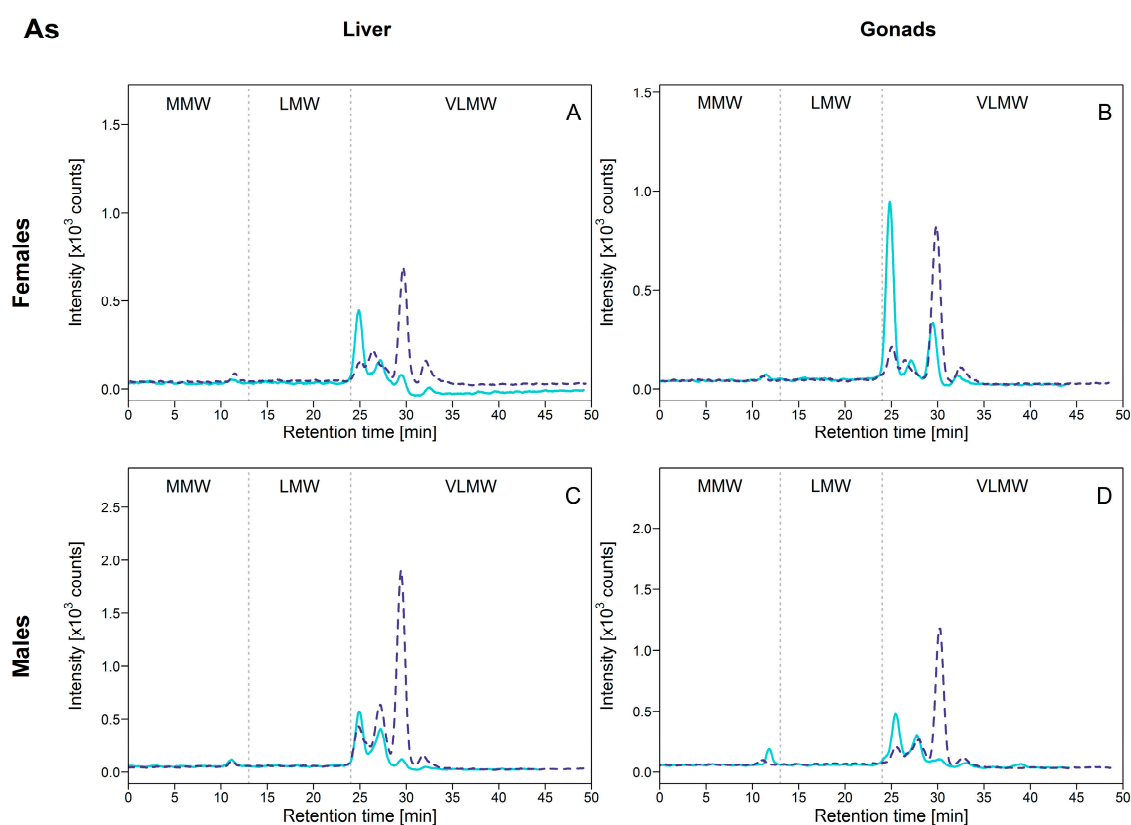 As
Liver
Gonads
Females
Males
MMW
LMW
VLMW
A
Intensity [x10³ counts]
1.5
1.0
0.5
0.0
0 5 10 15 20 25 30 35 40 45 50
Retention time [min]
MMW
LMW
VLMW
B
Intensity [x10³ counts]
1.5
1.0
0.5
0.0
0 5 10 15 20 25 30 35 40 45 50
Retention time [min]
MMW
LMW
VLMW
C
Intensity [x10³ counts]
2.5
2.0
1.5
1.0
0.5
0.0
0 5 10 15 20 25 30 35 40 45 50
Retention time [min]
MMW
LMW
VLMW
D
Intensity [x10³ counts]
2.0
1.5
1.0
0.5
0.0
0 5 10 15 20 25 30 35 40 45 50
Retention time [min]